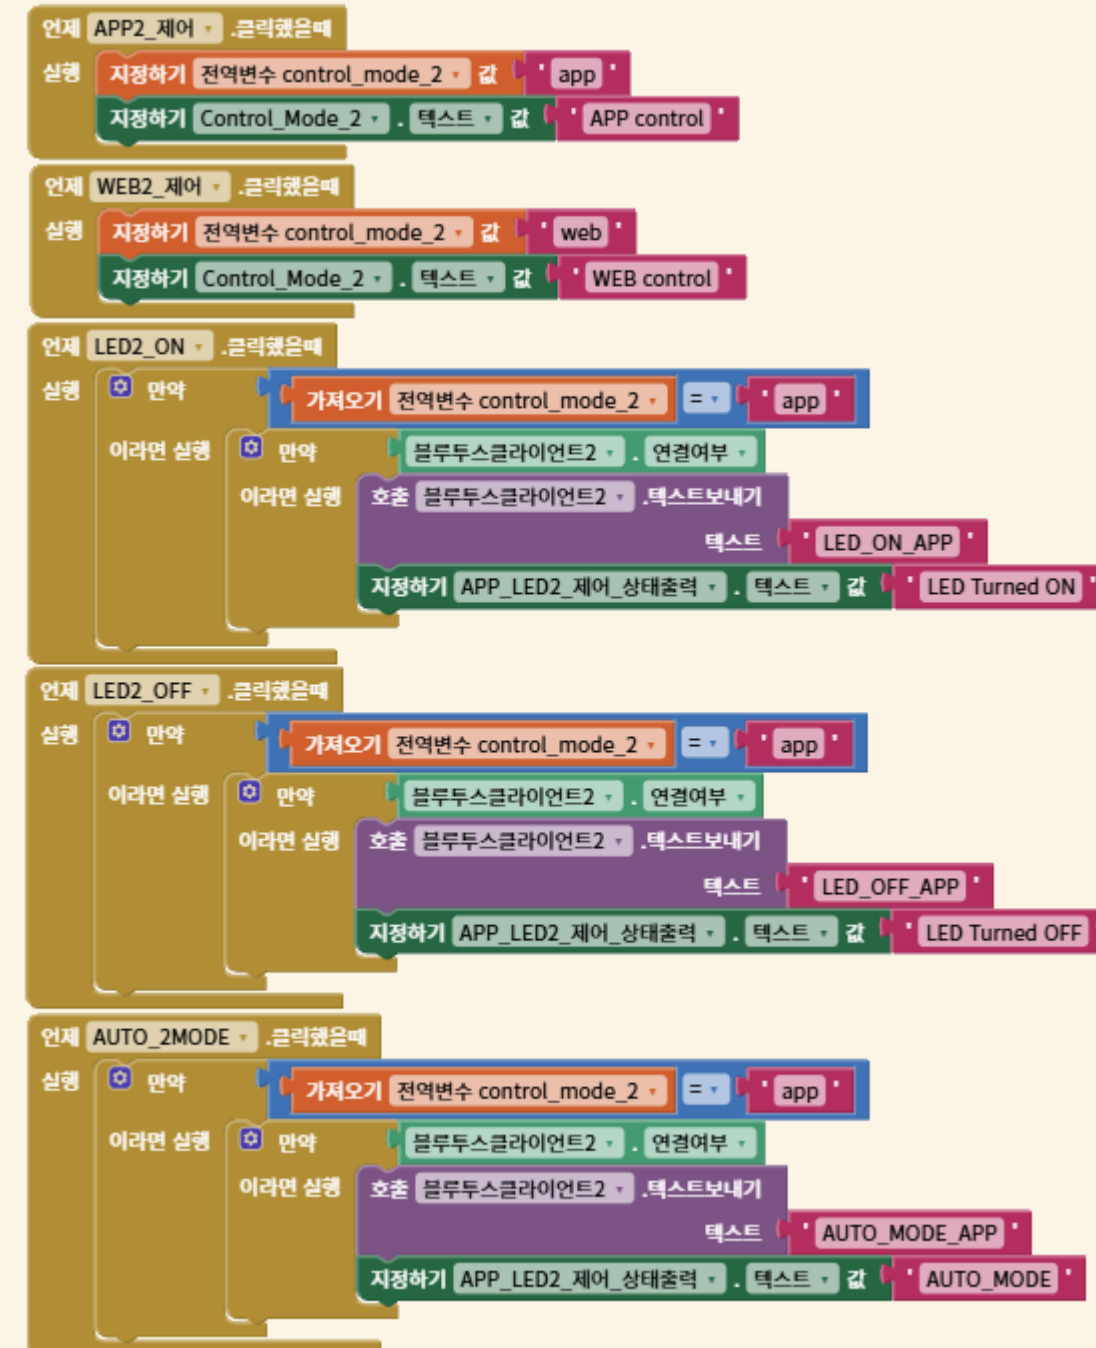 언제 APP2_제어 .클릭했을때
실행 지정하기 전역변수 control_mode_2 값 " app "
지정하기 Control_Mode_2 . 텍스트 값 " APP control "
언제 WEB2_제어 .클릭했을때
실행 지정하기 전역변수 control_mode_2 값 " web "
지정하기 Control_Mode_2 . 텍스트 값 " WEB control "
언제 LED2_ON .클릭했을때
실행 만약 가져오기 전역변수 control_mode_2 = " app "
이라면 실행 만약 블루투스클라이언트2 . 연결여부
이라면 실행 호출 블루투스클라이언트2 .텍스트보내기
텍스트 " LED_ON_APP "
지정하기 APP_LED2_제어_상태출력 . 텍스트 값 " LED Turned ON "
언제 LED2_OFF .클릭했을때
실행 만약 가져오기 전역변수 control_mode_2 = " app "
이라면 실행 만약 블루투스클라이언트2 . 연결여부
이라면 실행 호출 블루투스클라이언트2 .텍스트보내기
텍스트 " LED_OFF_APP "
지정하기 APP_LED2_제어_상태출력 . 텍스트 값 " LED Turned OFF
언제 AUTO_2MODE .클릭했을때
실행 만약 가져오기 전역변수 control_mode_2 = " app "
이라면 실행 만약 블루투스클라이언트2 . 연결여부
이라면 실행 호출 블루투스클라이언트2 .텍스트보내기
텍스트 " AUTO_MODE_APP "
지정하기 APP_LED2_제어_상태출력 . 텍스트 값 " AUTO_MODE "